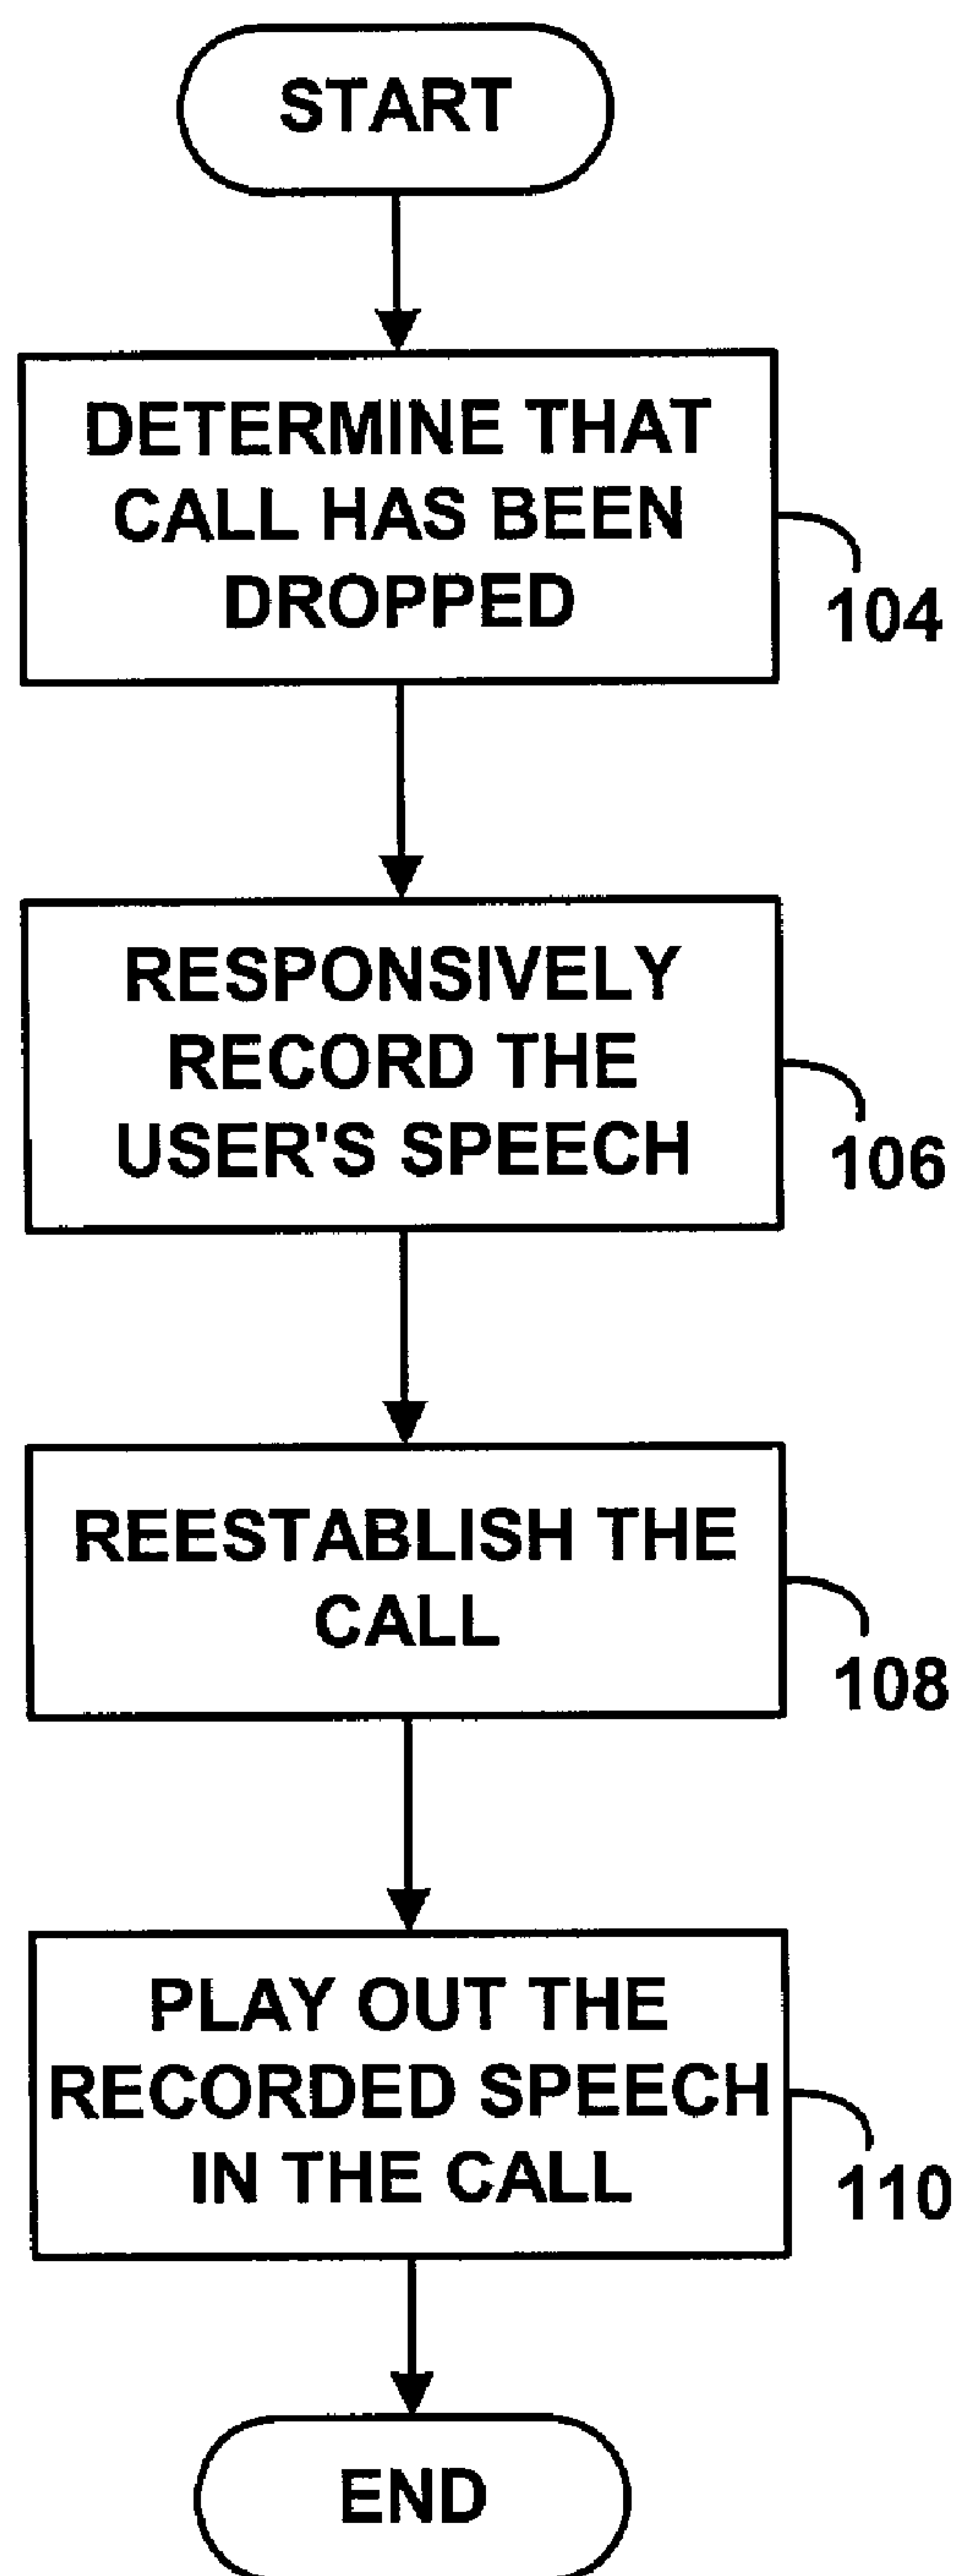 START
DETERMINE THAT
CALL HAS BEEN
DROPPED
104
RESPONSIVELY
RECORD THE
USER'S SPEECH
106
REESTABLISH THE
CALL
108
PLAY OUT THE
RECORDED SPEECH
IN THE CALL
110
END